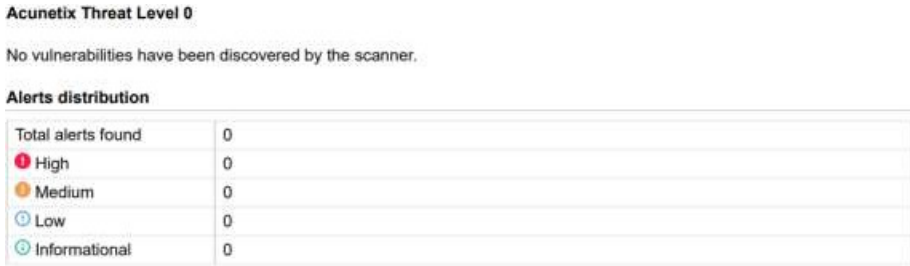 Acunetix Threat Level 0
No vulnerabilities have been discovered by the scanner.
Alerts distribution
Total alerts found 0
High 0
Medium 0
Low 0
Informational 0